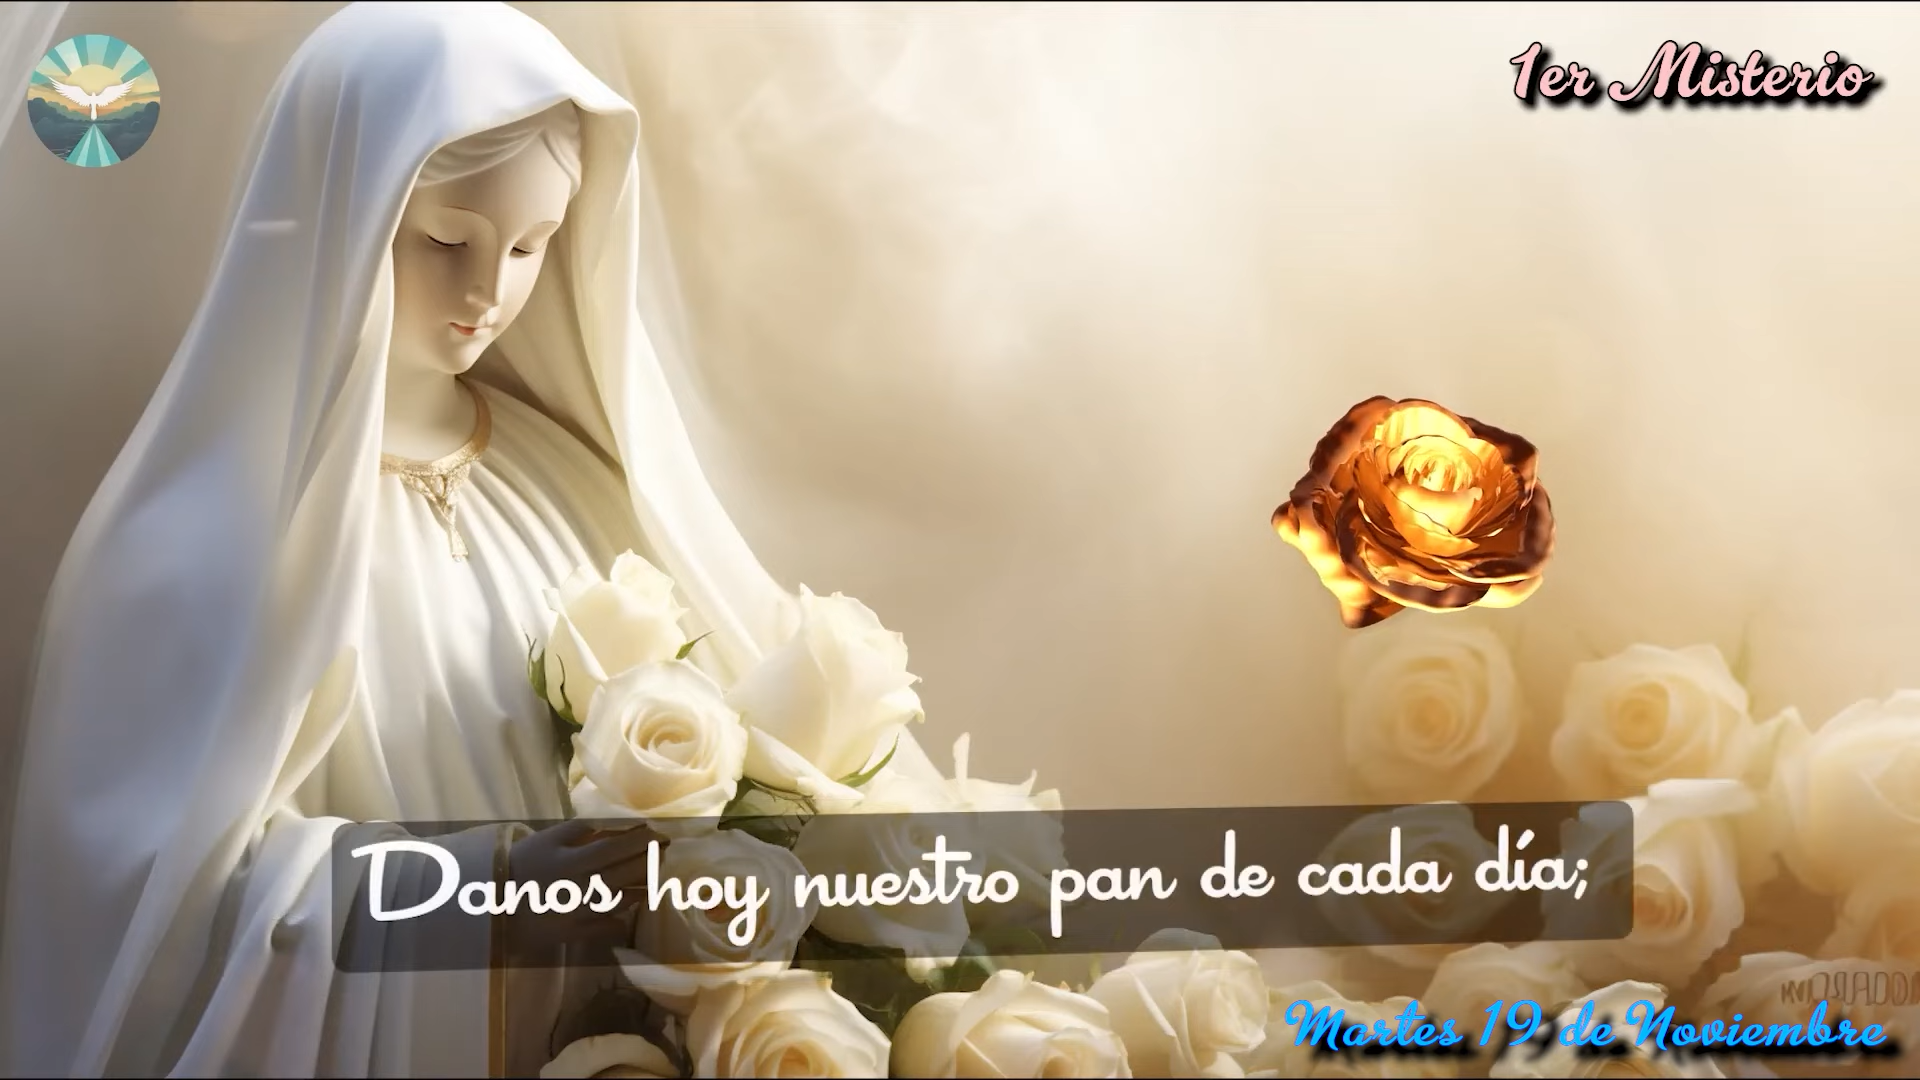 1er Misterio
Danos hoy nuestro pan de cada día;
Martes 19 de Noviembre